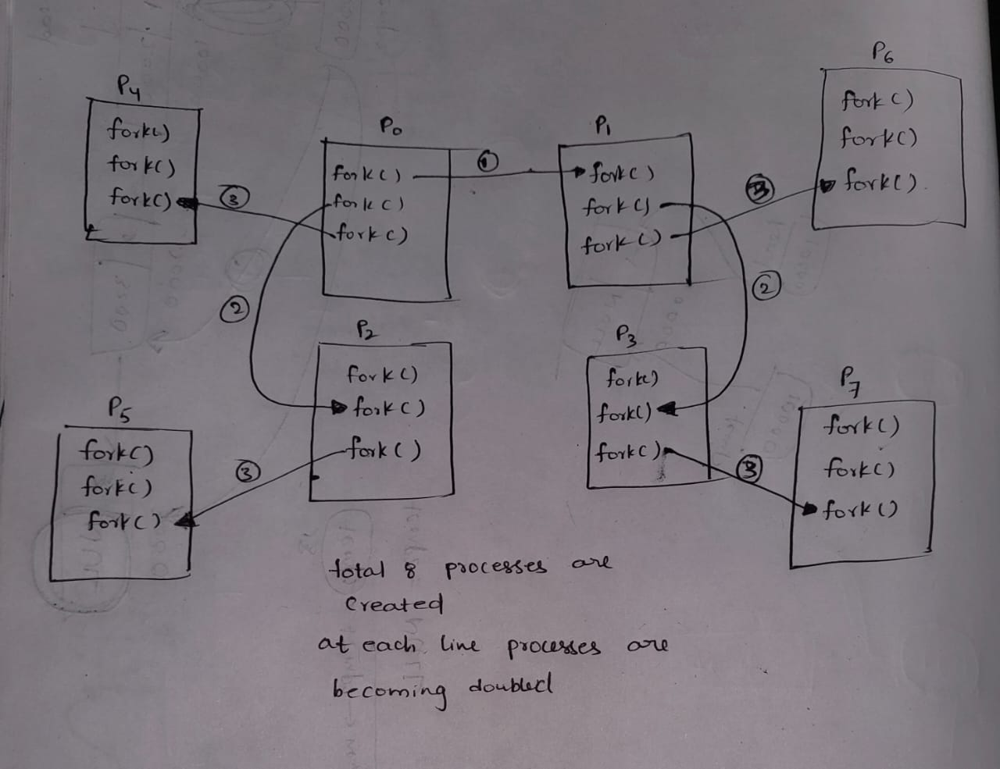 P6
fork()
fork()
fork()
P4
fork()
fork()
fork()
P0
fork()
fork()
fork()
P1
fork()
fork()
fork()
1
3
3
2
2
P2
fork()
fork()
fork()
P3
fork()
fork()
fork()
P7
fork()
fork()
fork()
P5
fork()
fork()
fork()
3
3
total 8 processes are
created
at each line processes are
becoming doubled